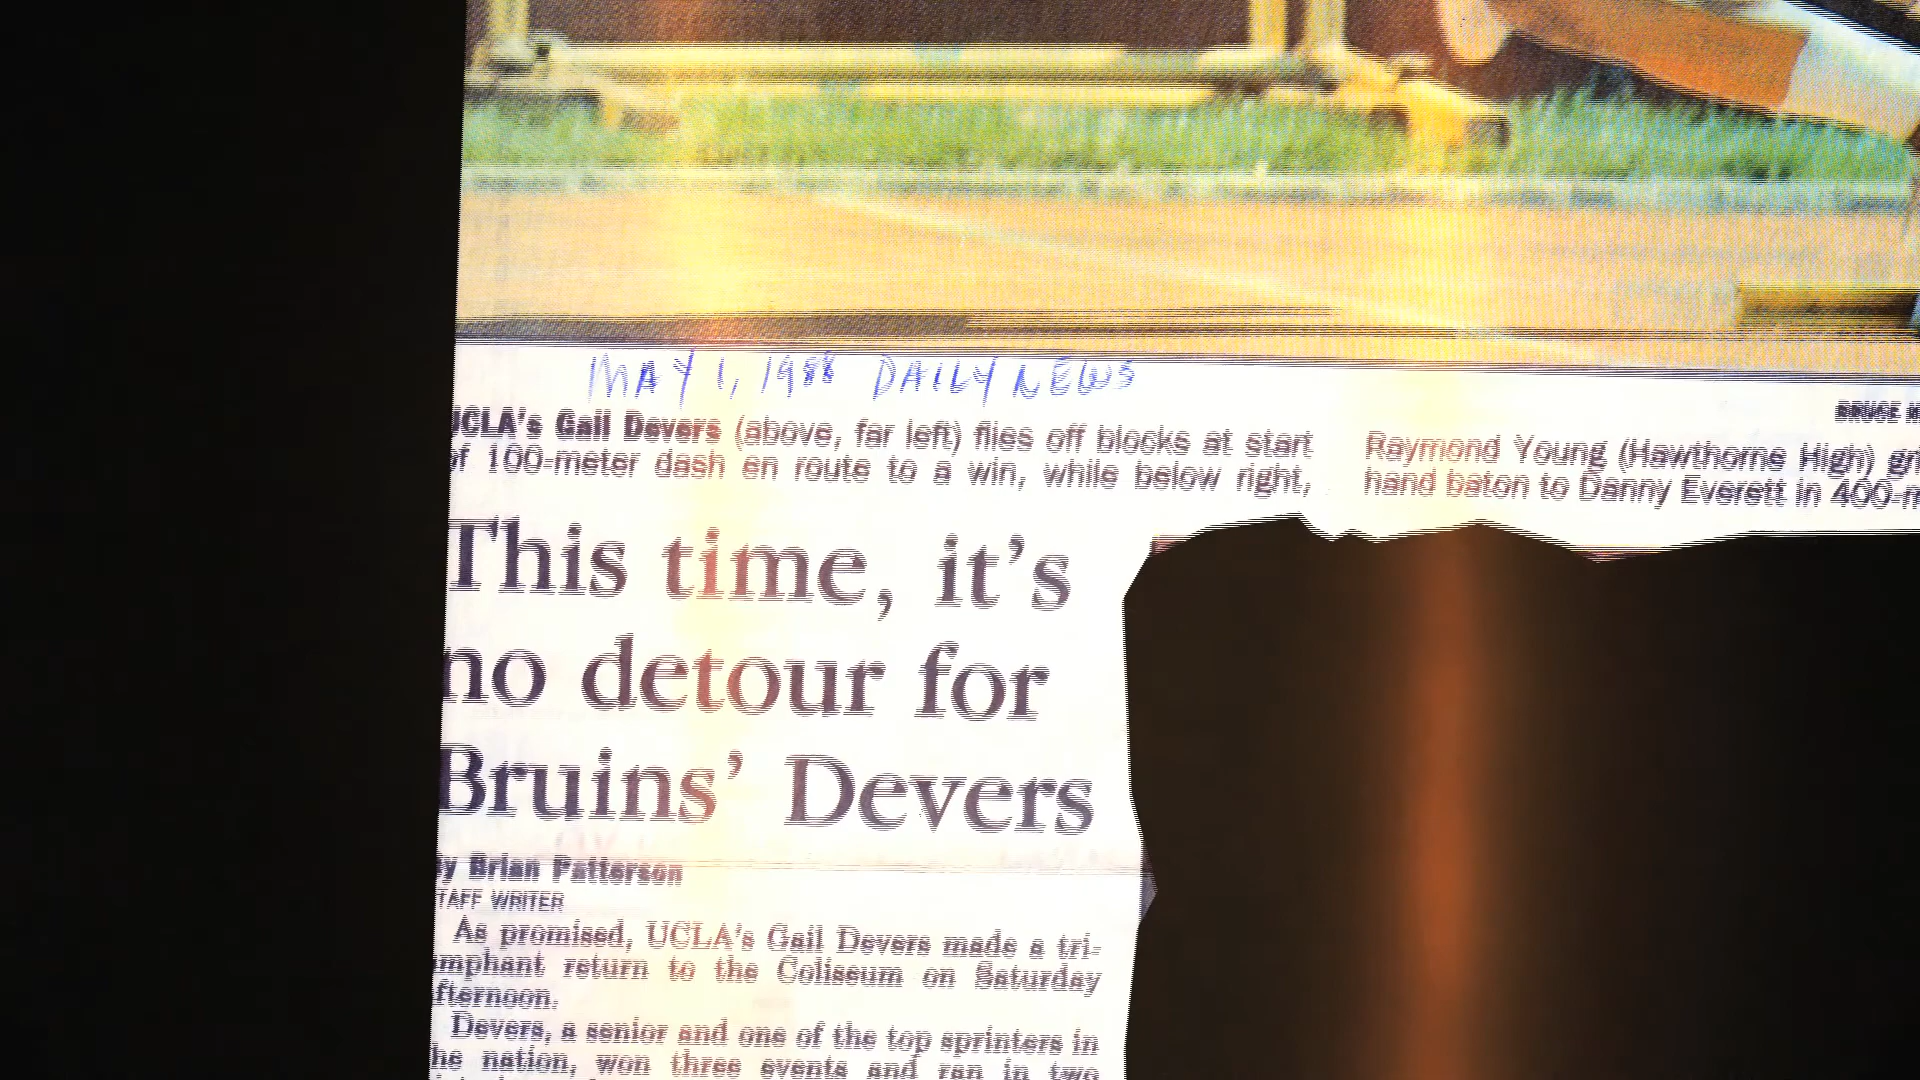 MAY 1, 1988 DAILY NEWS
BRUCE
UCLA's Gail Devers (above, far left) flies off blocks at start
of 100-meter dash en route to a win, while below right,
Raymond Young (Hawthorne High)
hand baton to Danny Everett in
This time, it's
no detour for
Bruins' Devers
By Brian Patterson
STAFF WRITER
As promised, UCLA's Gail Devers made a tri-
umphant return to the Coliseum on Saturday
afternoon.
Devers, a senior and one of the top sprinters in
the nation, won three events and ran in two